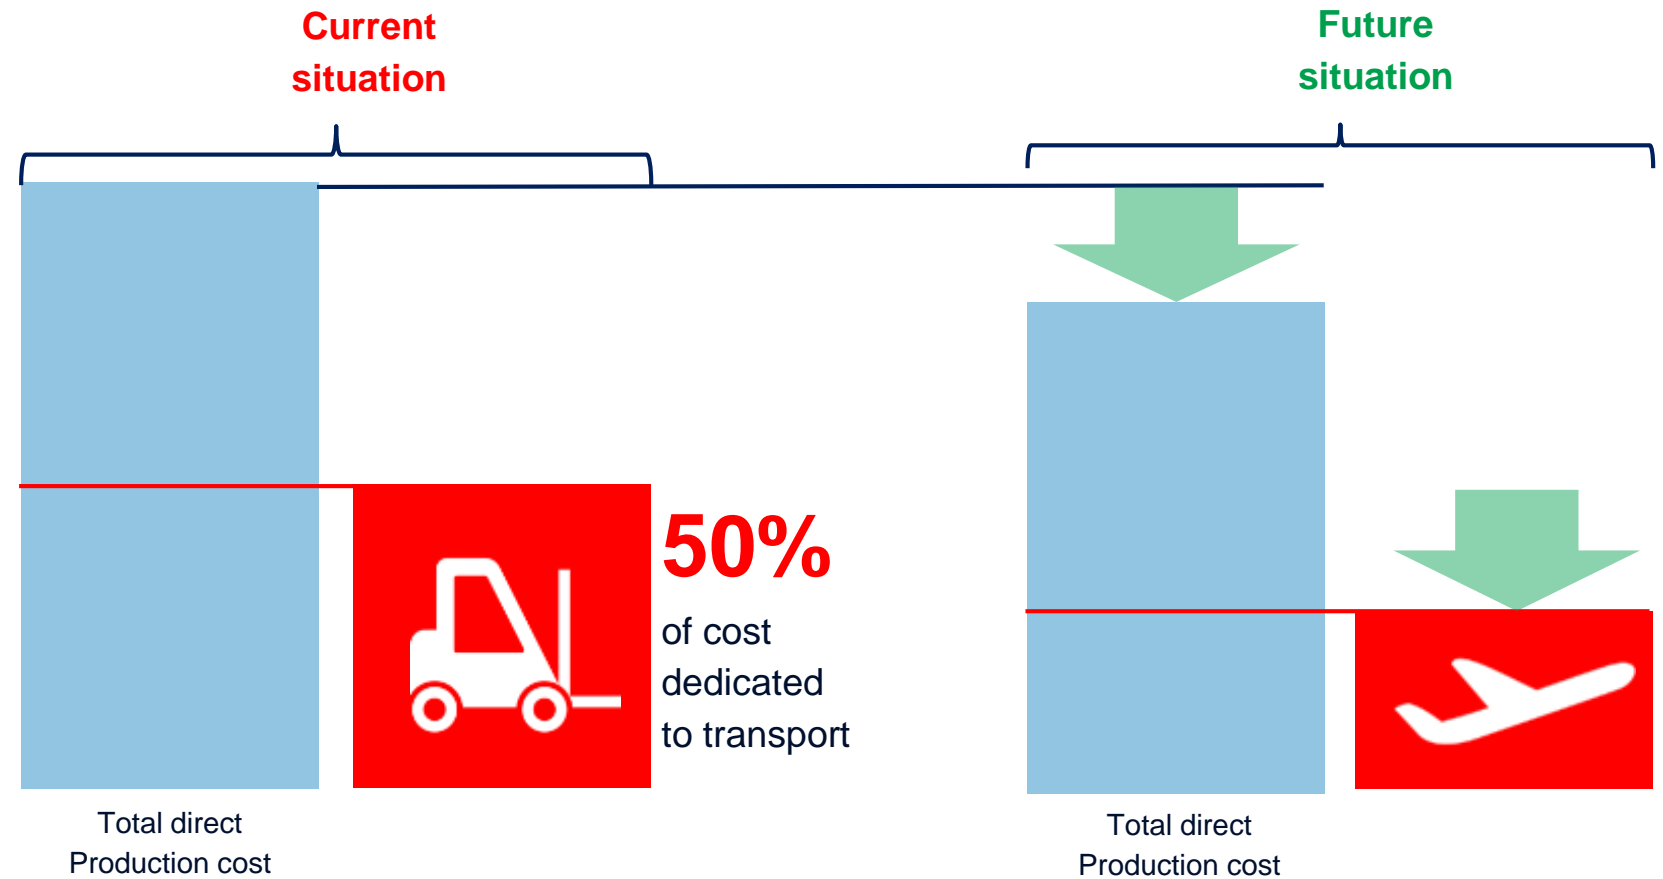 Current
situation
Future
situation
50%
of cost
dedicated
to transport
Total direct
Production cost
Total direct
Production cost